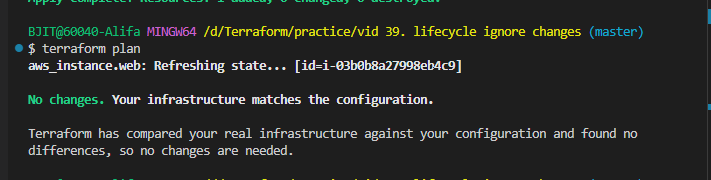 Apply complete! Resources: 1 added, 0 changed, 0 destroyed.
BJIT@60040-Alifa MINGW64 /d/Terraform/practice/vid 39. lifecycle ignore changes (master)
$ terraform plan
aws_instance.web: Refreshing state... [id=i-03b0b8a27998eb4c9]
No changes. Your infrastructure matches the configuration.
Terraform has compared your real infrastructure against your configuration and found no
differences, so no changes are needed.